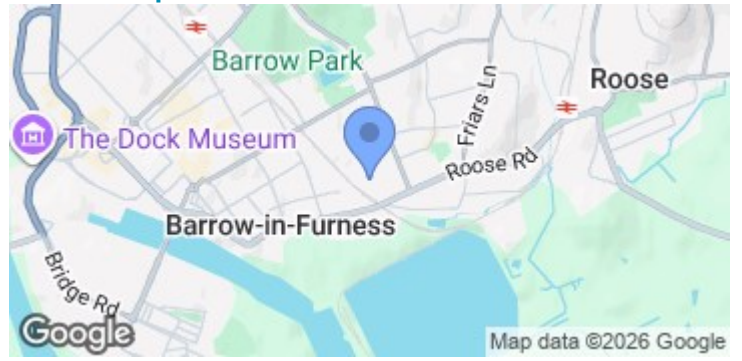 Barrow Park
Roose
The Dock Museum
Friars Ln
Roose Rd
Barrow-in-Furness
Bridge Rd
Google
Map data ©2026 Google